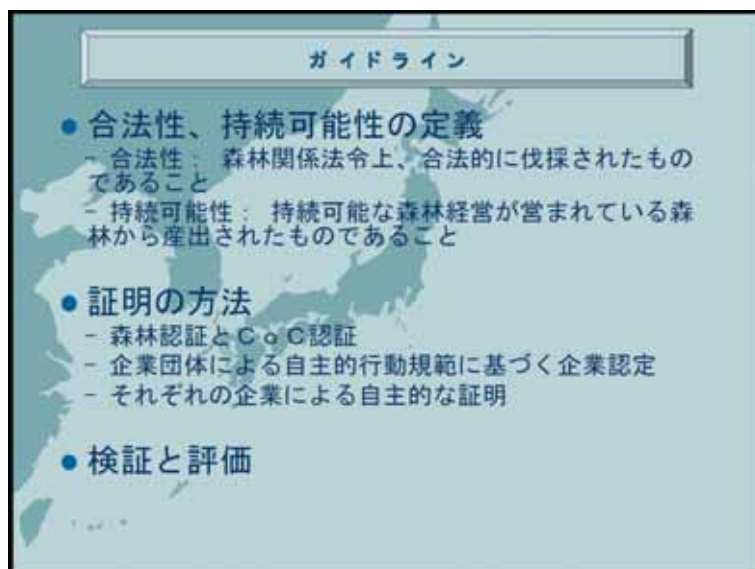 ガイドライン
● 合法性、持続可能性の定義
- 合法性： 森林関係法令上、合法的に伐採されたもの
であること
- 持続可能性： 持続可能な森林経営が営まれている森
林から産出されたものであること
● 証明の方法
- 森林認証とＣｏＣ認証
- 企業団体による自主的行動規範に基づく企業認定
- それぞれの企業による自主的な証明
● 検証と評価